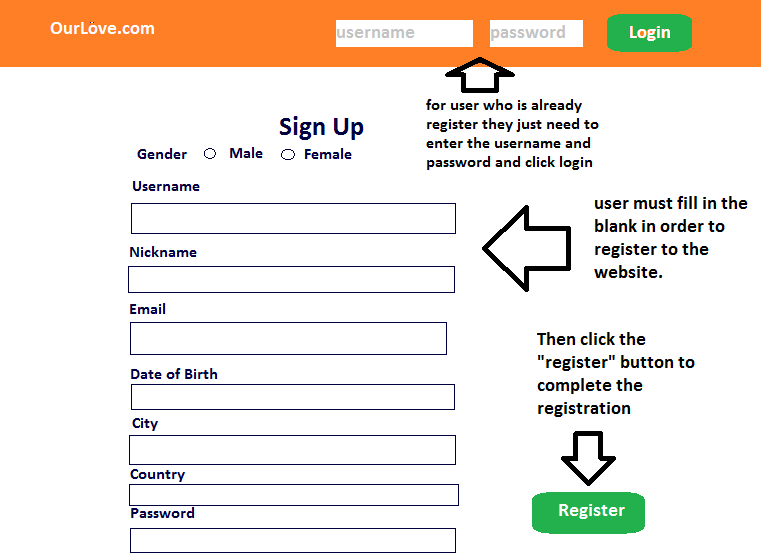 OurLove.com
username
password
Login
for user who is already
register they just need to
enter the username and
password and click login
Sign Up
Gender
Male
Female
Username
user must fill in the
blank in order to
register to the
website.
Nickname
Email
Then click the
"register" button to
complete the
registration
Date of Birth
City
Country
Password
Register